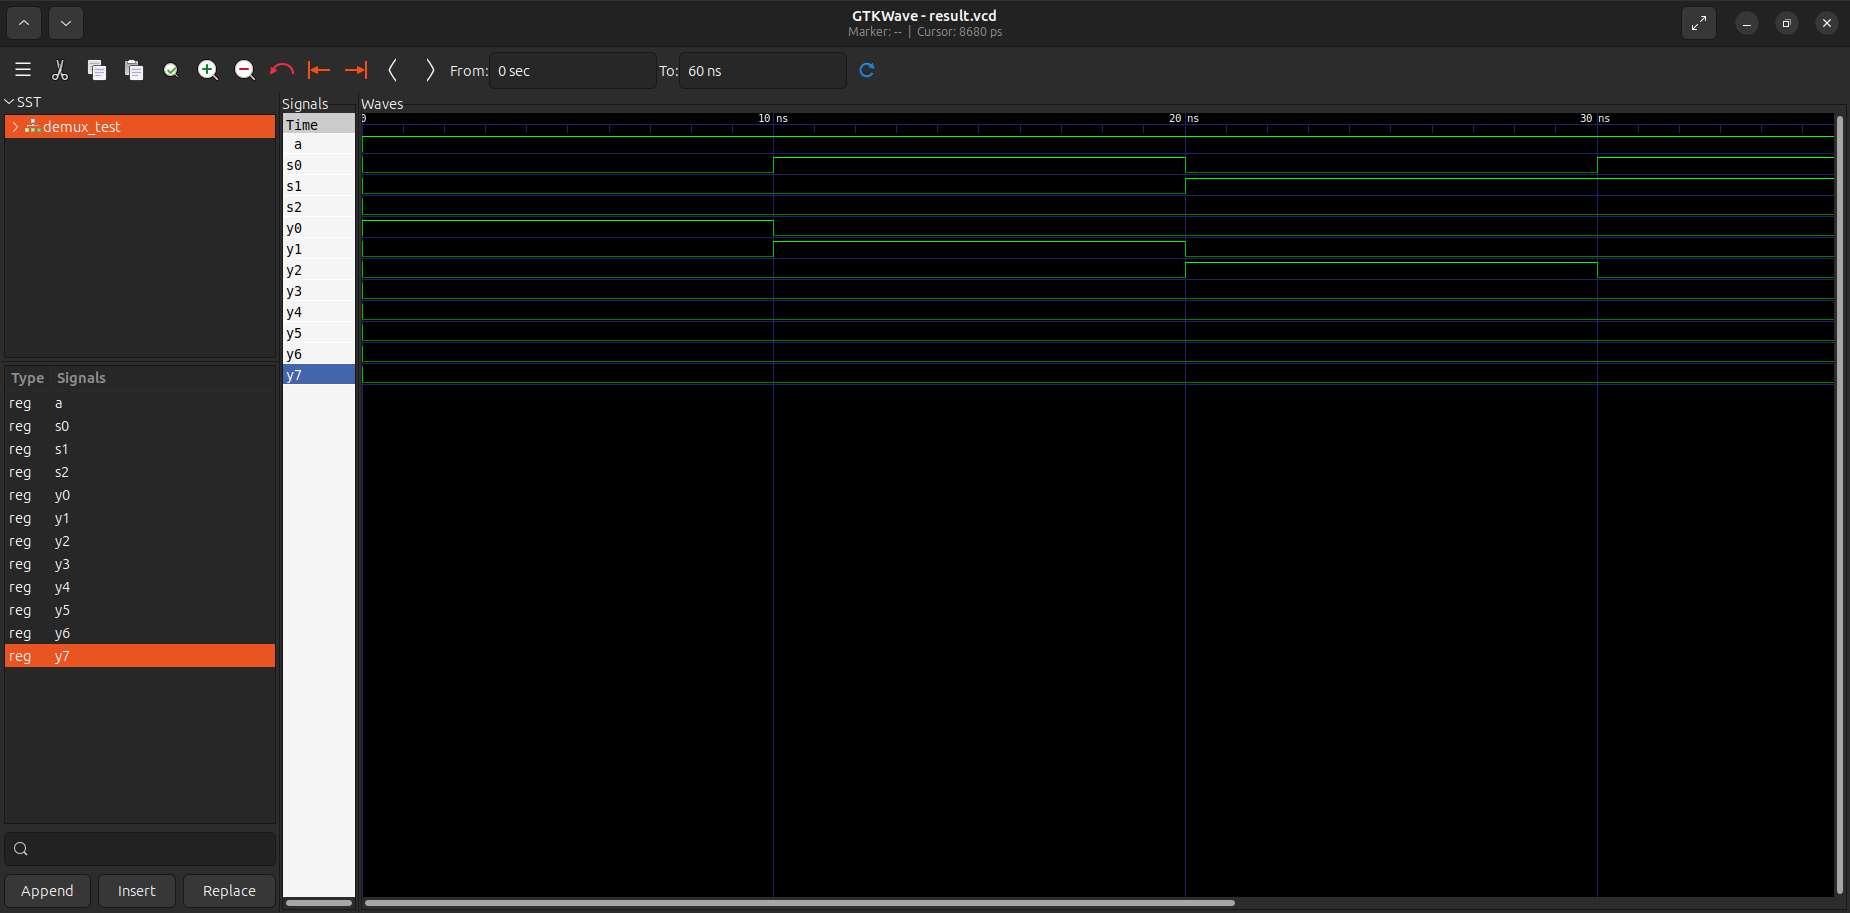 GTKWave - result.vcd
Marker: -- | Cursor: 8680 ps
From: 0 sec To: 60 ns
SST
demux_test
Type Signals
reg a
reg s0
reg s1
reg s2
reg y0
reg y1
reg y2
reg y3
reg y4
reg y5
reg y6
reg y7
Append Insert Replace
Signals
Time
a
s0
s1
s2
y0
y1
y2
y3
y4
y5
y6
y7
Waves
0 10 ns 20 ns 30 ns